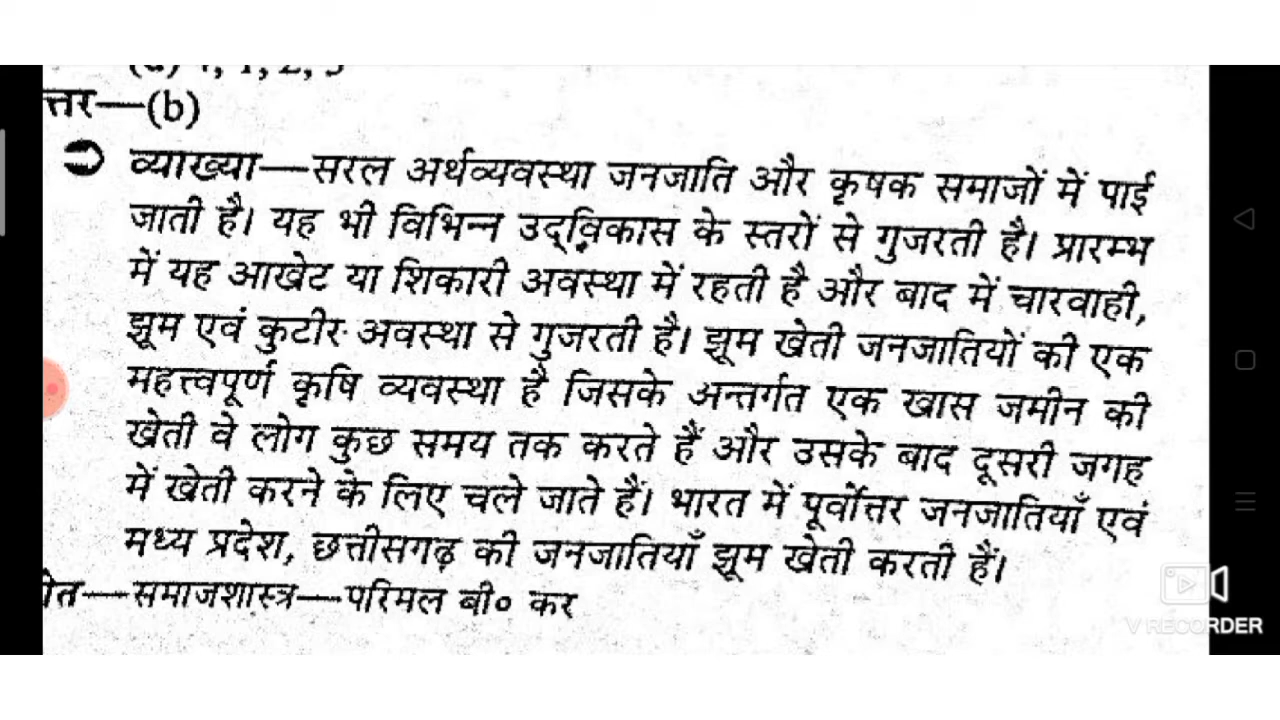 त्तर—(b)
व्याख्या—सरल अर्थव्यवस्था जनजाति और कृषक समाजों में पाई
जाती है। यह भी विभिन्न उद्विकास के स्तरों से गुजरती है। प्रारम्भ
में यह आखेट या शिकारी अवस्था में रहती है और बाद में चारवाही,
झूम एवं कुटीर अवस्था से गुजरती है। झूम खेती जनजातियों की एक
महत्त्वपूर्ण कृषि व्यवस्था है जिसके अन्तर्गत एक खास जमीन की
खेती वे लोग कुछ समय तक करते हैं और उसके बाद दूसरी जगह
में खेती करने के लिए चले जाते हैं। भारत में पूर्वोत्तर जनजातियाँ एवं
मध्य प्रदेश, छत्तीसगढ़ की जनजातियाँ झूम खेती करती हैं।
ोत—समाजशास्त्र—परिमल बी० कर
V RECORDER